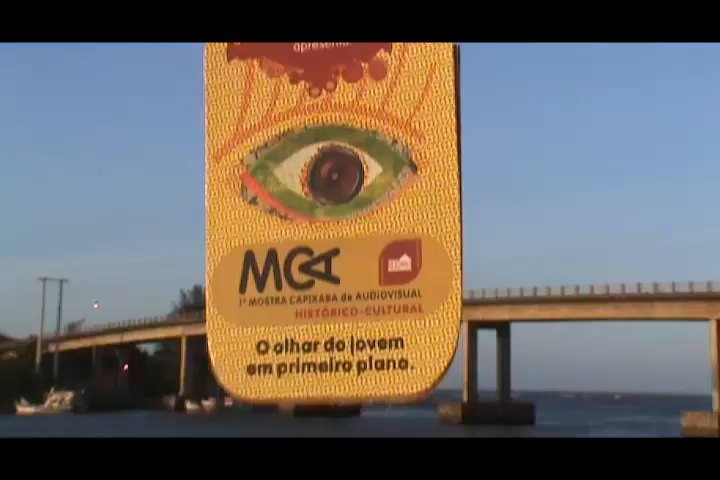 apresenta
MCA
1ª MOSTRA CAPIXABA de AUDIOVISUAL
HISTÓRICO-CULTURAL
O olhar do jovem
em primeiro plano.